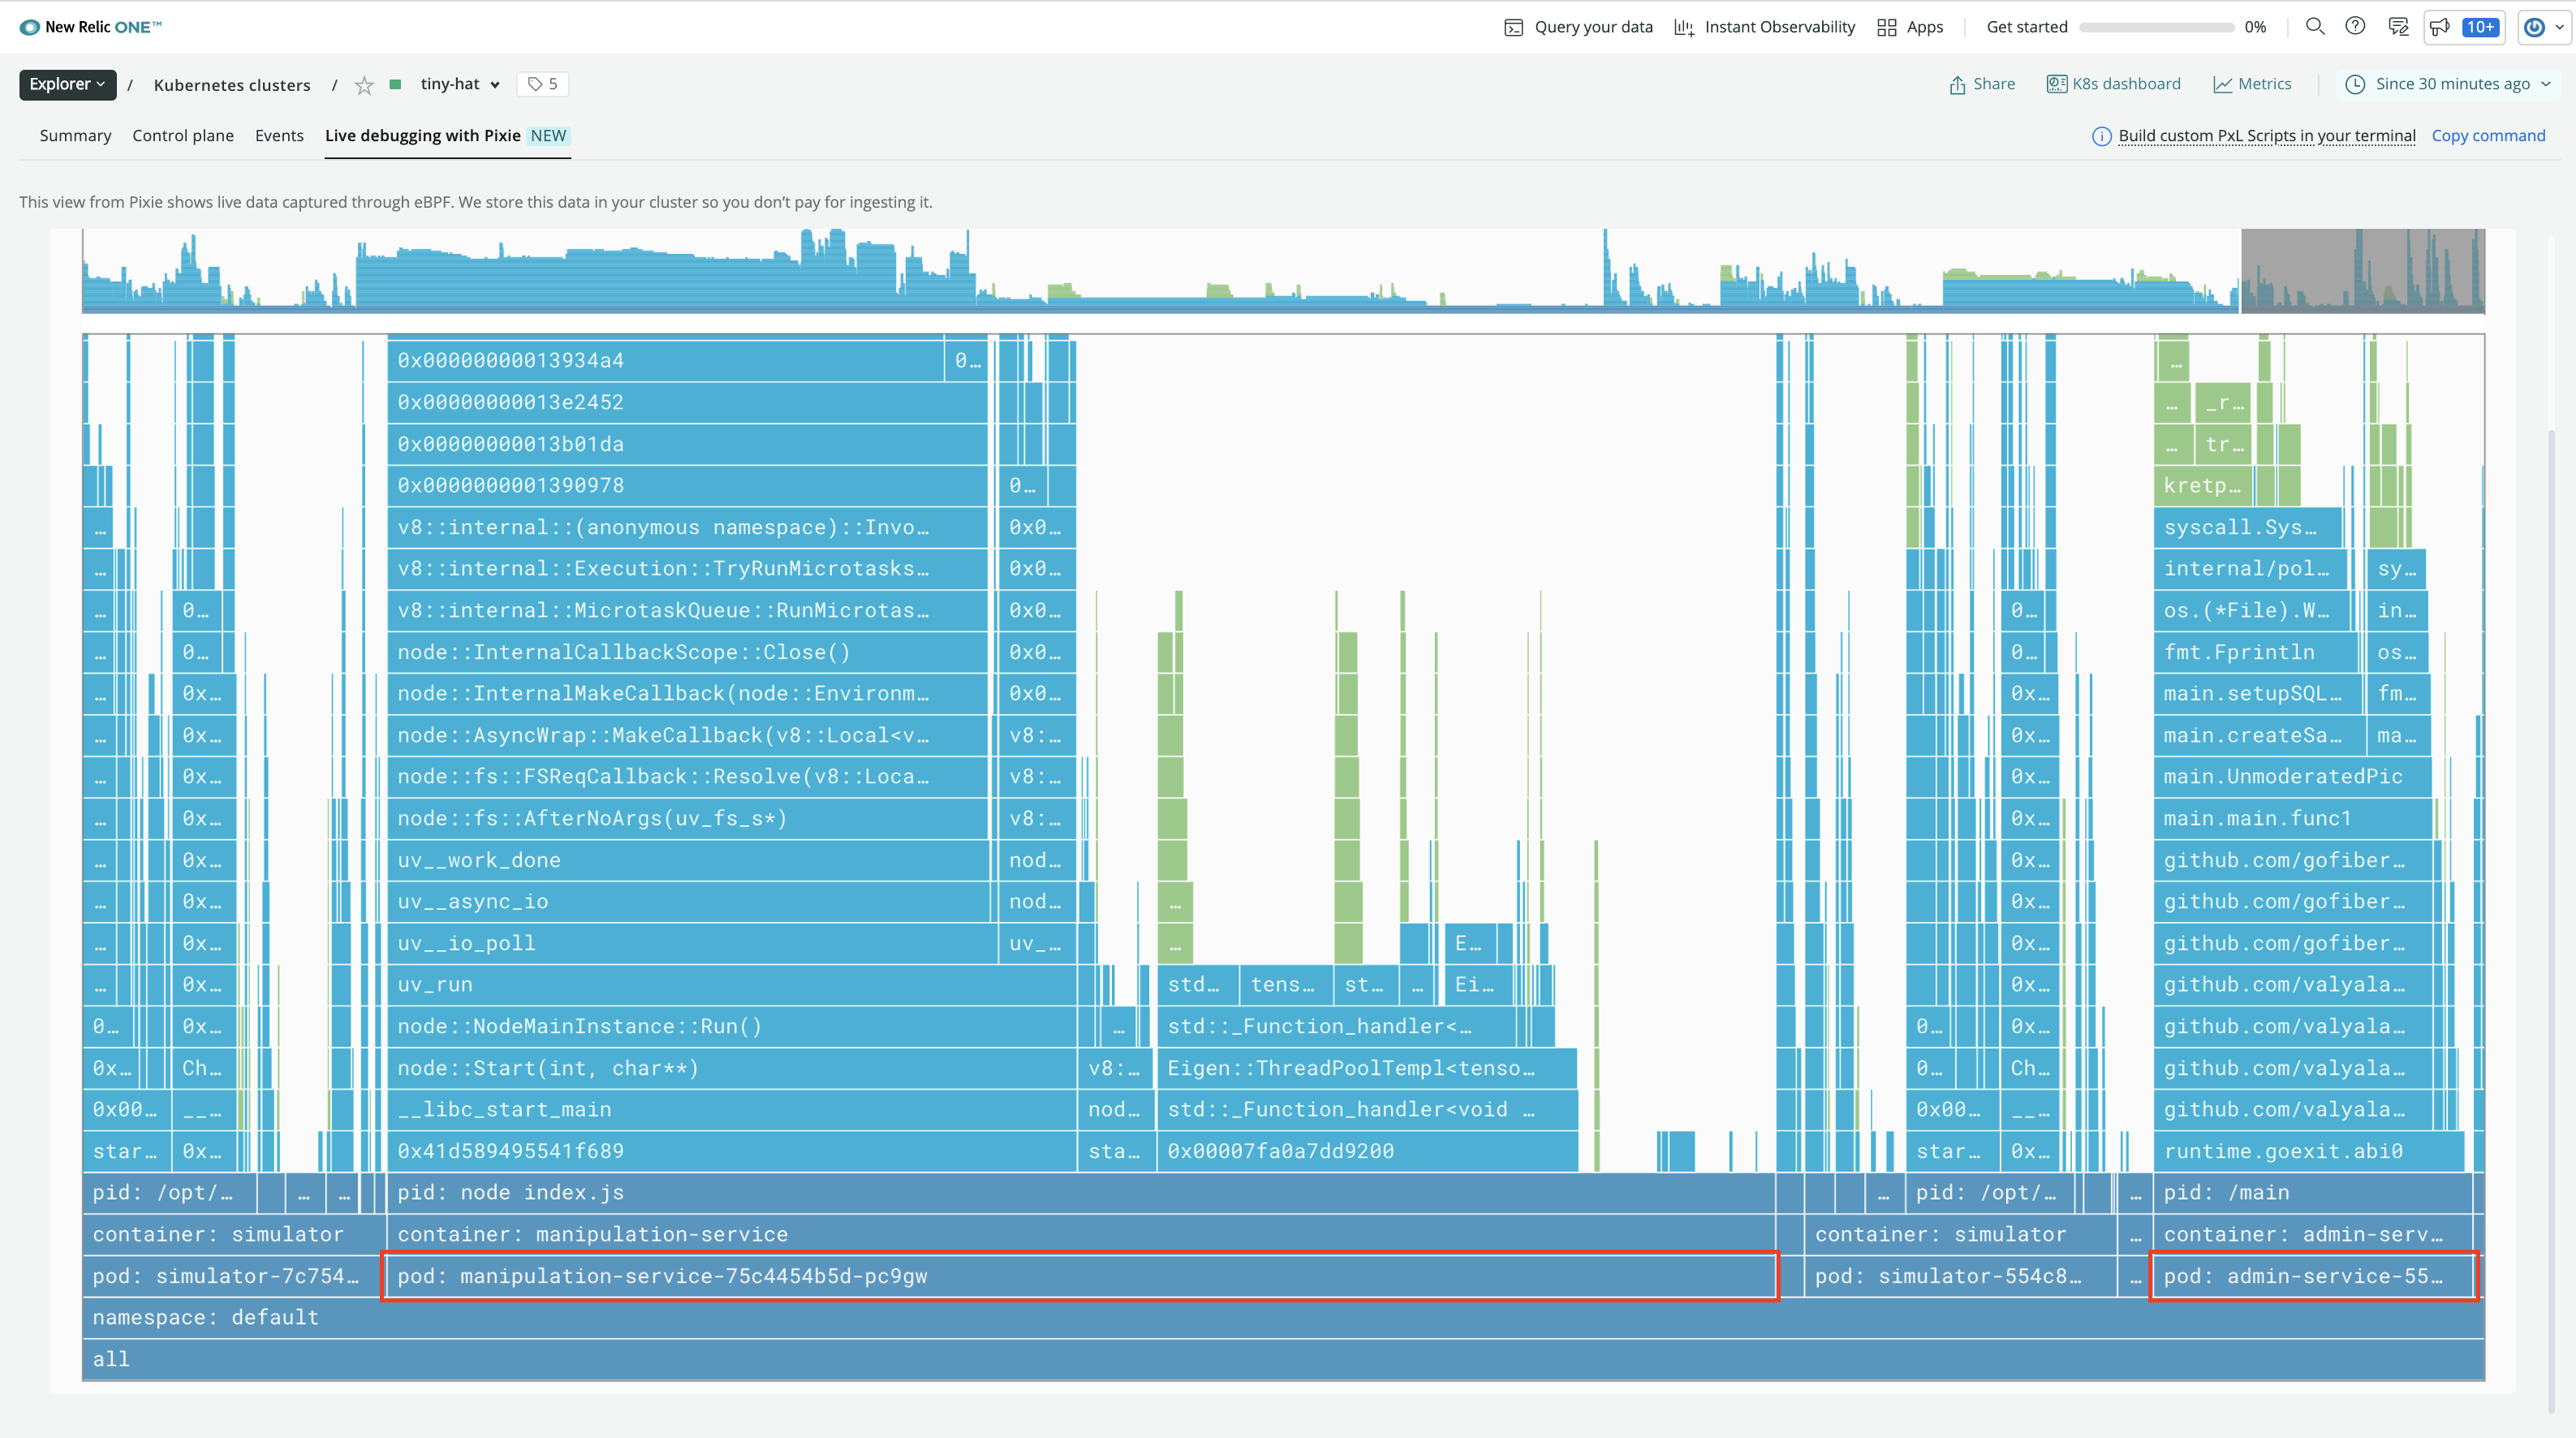 New Relic ONE™
Query your data
Instant Observability
Apps
Get started
0%
10+
Explorer / Kubernetes clusters / tiny-hat 5
Share
K8s dashboard
Metrics
Since 30 minutes ago
Summary
Control plane
Events
Live debugging with Pixie NEW
Build custom PxL Scripts in your terminal
Copy command
This view from Pixie shows live data captured through eBPF. We store this data in your cluster so you don't pay for ingesting it.
0x00000000013934a4 0… …
0x00000000013e2452 … _r…
0x00000000013b01da … tr…
0x0000000001390978 0… kretp…
… v8::internal::(anonymous namespace)::Invo… 0x0… syscall.Sys…
… v8::internal::Execution::TryRunMicrotasks… 0x0… internal/pol… sy…
… 0… v8::internal::MicrotaskQueue::RunMicrotas… 0x0… 0… os.(*File).W… in…
… 0… node::InternalCallbackScope::Close() 0x0… 0… fmt.Fprintln os…
… 0x… node::InternalMakeCallback(node::Environm… 0x0… 0x… main.setupSQL… fm…
… 0x… node::AsyncWrap::MakeCallback(v8::Local<v… v8:… 0x… main.createSa… ma…
… 0x… node::fs::FSReqCallback::Resolve(v8::Loca… v8:… 0x… main.UnmoderatedPic
… 0x… node::fs::AfterNoArgs(uv_fs_s*) v8:… 0x… main.main.func1
… 0x… uv__work_done nod… 0x… github.com/gofiber…
… 0x… uv__async_io nod… … 0x… github.com/gofiber…
… 0x… uv__io_poll uv_… … E… 0x… github.com/gofiber…
… 0x… uv_run std… tens… st… … Ei… 0x… github.com/valyala…
0… 0x… node::NodeMainInstance::Run() … std::_Function_handler<… 0… 0x… github.com/valyala…
0x… Ch… node::Start(int, char**) v8:… Eigen::ThreadPoolTempl<tenso… 0… Ch… github.com/valyala…
0x00… __… __libc_start_main nod… std::_Function_handler<void … 0x00… __… github.com/valyala…
star… 0x… 0x41d589495541f689 sta… 0x00007fa0a7dd9200 star… 0x… runtime.goexit.abi0
pid: /opt/… … … pid: node index.js … pid: /opt/… … pid: /main
container: simulator container: manipulation-service container: simulator … container: admin-serv…
pod: simulator-7c754… pod: manipulation-service-75c4454b5d-pc9gw pod: simulator-554c8… … pod: admin-service-55…
namespace: default
all